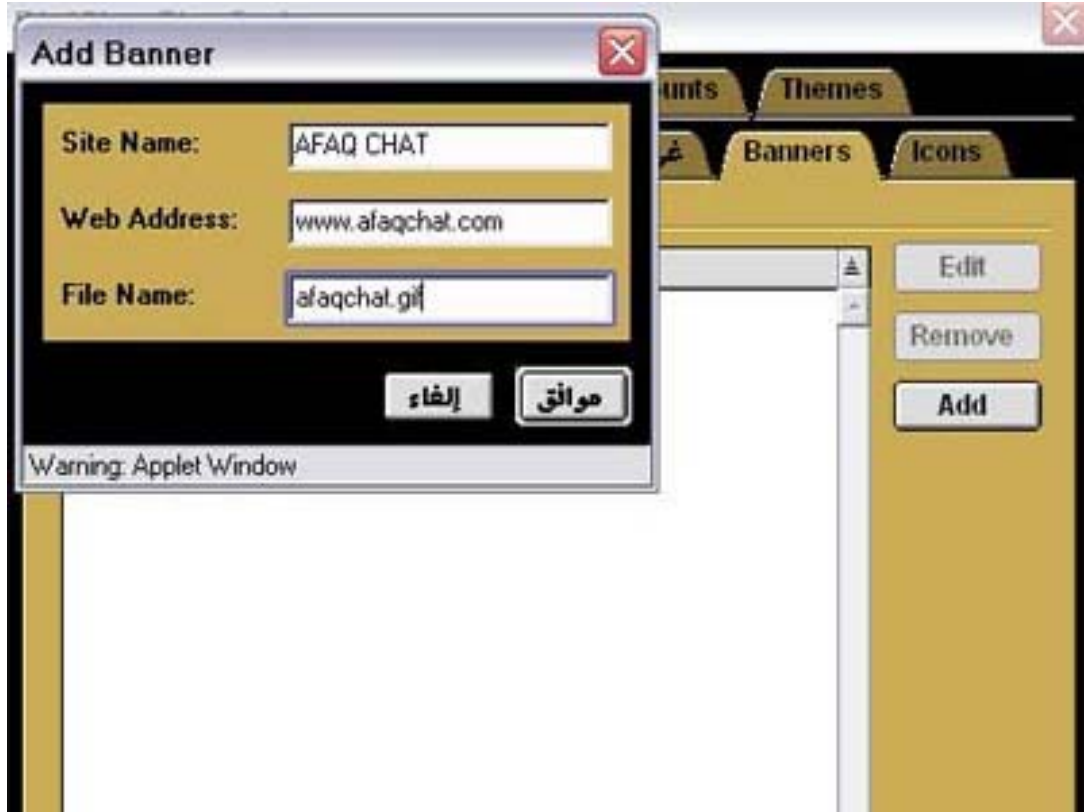 Add Banner
Site Name: AFAQ CHAT
Web Address: www.afaqchat.com
File Name: afaqchat.gif
إلغاء موافق
Warning: Applet Window
Themes
Banners Icons
Edit
Remove
Add